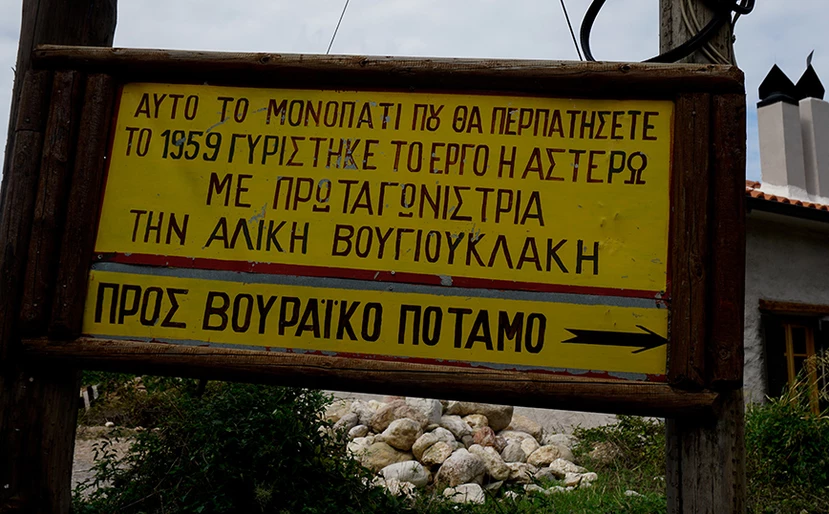 ΑΥΤΟ ΤΟ ΜΟΝΟΠΑΤΙ ΠȢ ΘΑ ΠΕΡΠΑΤΗΣΕΤΕ
ΤΟ 1959 ΓΥΡΙΣΤΗΚΕ ΤΟ ΕΡΓΟ Η ΑΣΤΕΡΩ
ΜΕ ΠΡΩΤΑΓΩΝΙΣΤΡΙΑ
ΤΗΝ ΑΛΙΚΗ ΒΟΥΓΙΟΥΚΛΑΚΗ
ΠΡΟΣ ΒΟΥΡΑΪΚΟ ΠΟΤΑΜΟ